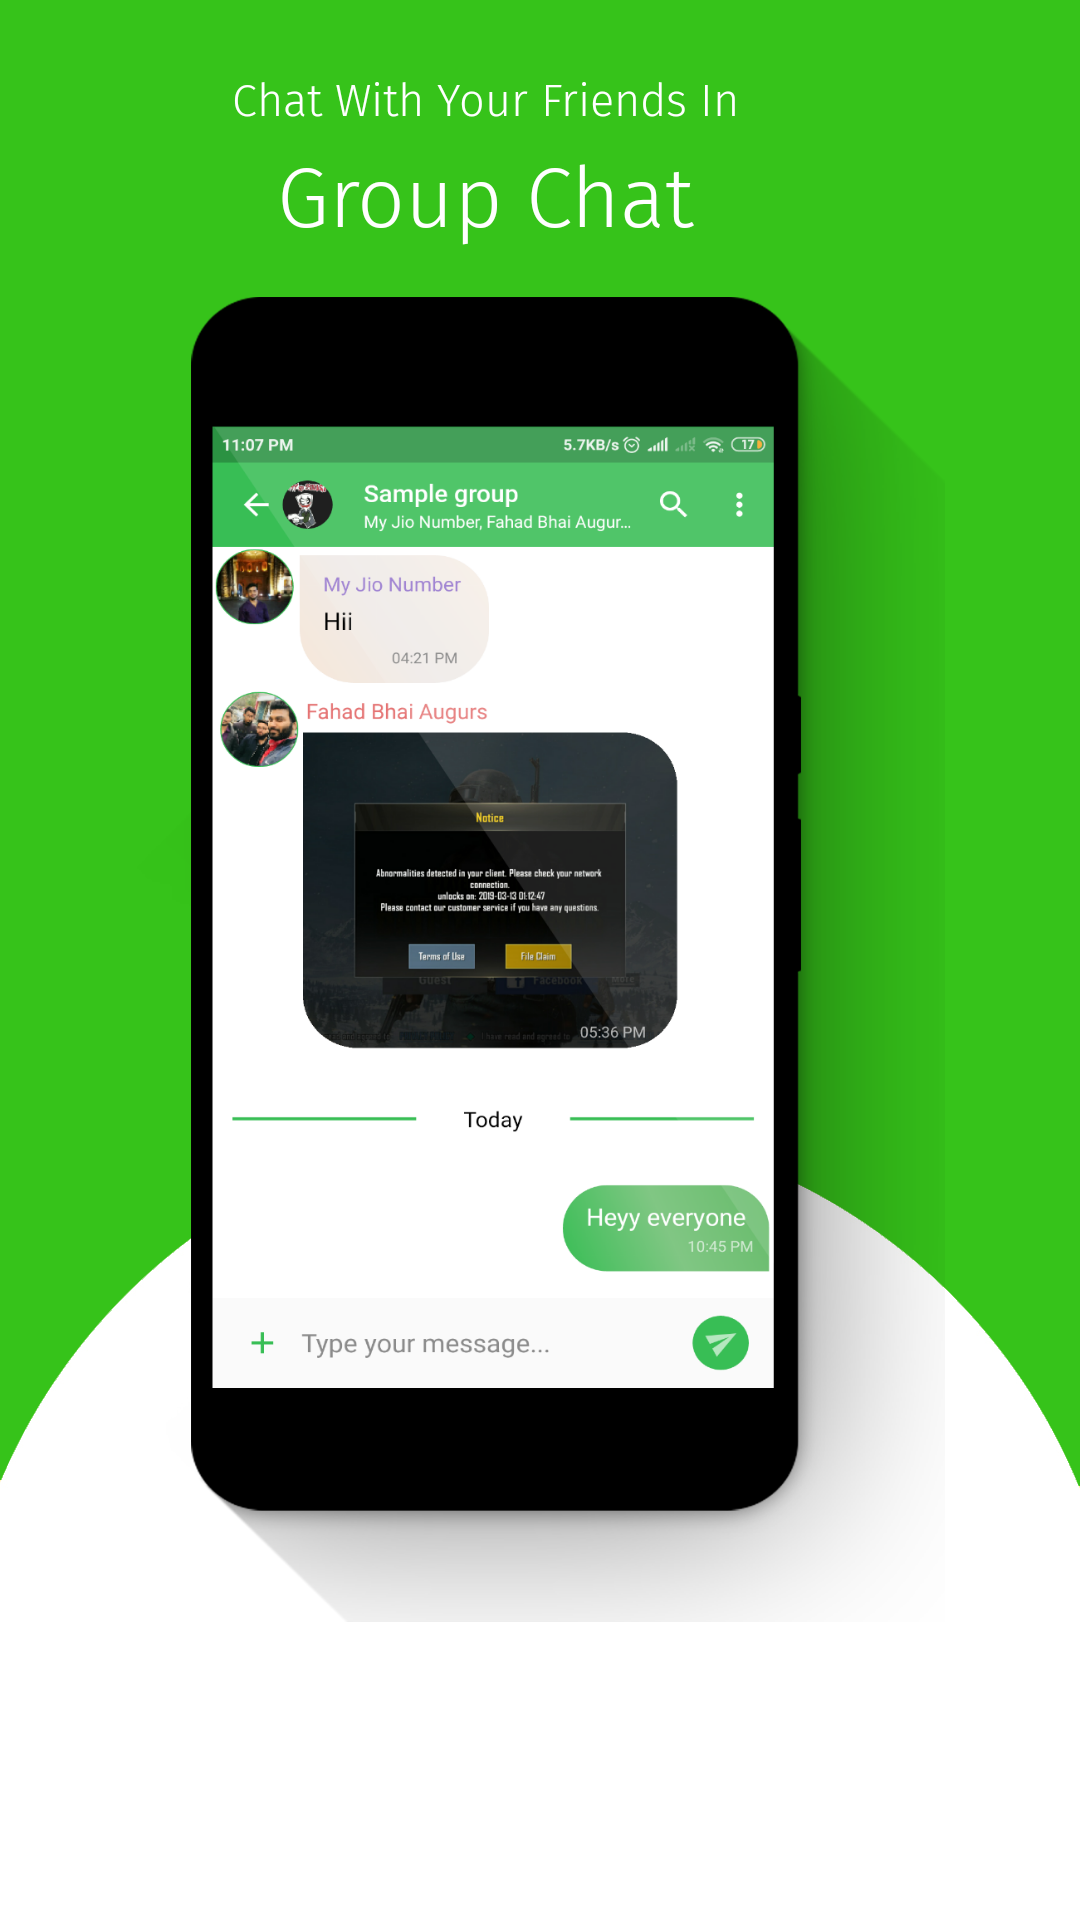 Chat With Your Friends In
Group Chat
11:07 PM
5.7KB/s
17
Sample group
My Jio Number, Fahad Bhai Augur...
My Jio Number
Hii
04:21 PM
Fahad Bhai Augurs
Notice
Abnormalities detected in your client. Please check your network
connection.
unlocks on: 2019-03-13 01:12:47
Please contact our customer service if you have any questions.
Terms of Use
File Claim
Guest
Facebook
More
I have read and agreed to
05:36 PM
Today
Heyy everyone
10:45 PM
Type your message...